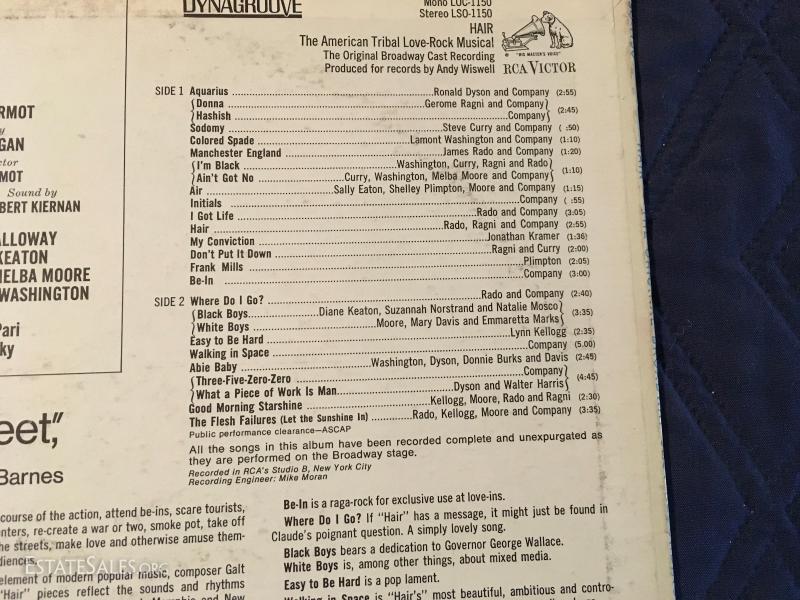 DYNAGROOVE
Mono LOC-1150
Stereo LSO-1150
HAIR
The American Tribal Love-Rock Musical
The Original Broadway Cast Recording
Produced for records by Andy Wiswell
"HIS MASTER'S VOICE"
RCA VICTOR
SIDE 1 Aquarius Ronald Dyson and Company (2:55)
Donna Gerome Ragni and Company
Hashish Company (2:45)
Sodomy Steve Curry and Company ( :50)
Colored Spade Lamont Washington and Company (1:10)
Manchester England James Rado and Company (1:20)
I'm Black Washington, Curry, Ragni and Rado
Ain't Got No Curry, Washington, Melba Moore and Company (1:10)
Air Sally Eaton, Shelley Plimpton, Moore and Company (1:15)
Initials Company ( :55)
I Got Life Rado and Company (3:05)
Hair Rado, Ragni and Company (2:55)
My Conviction Jonathan Kramer (1:36)
Don't Put It Down Ragni and Curry (2:00)
Frank Mills Plimpton (2:05)
Be-In Company (3:00)
SIDE 2 Where Do I Go? Rado and Company (2:40)
Black Boys Diane Keaton, Suzannah Norstrand and Natalie Mosco
White Boys Moore, Mary Davis and Emmaretta Marks (3:35)
Easy to Be Hard Lynn Kellogg (2:35)
Walking in Space Company (5.00)
Abie Baby Washington, Dyson, Donnie Burks and Davis (2:45)
Three-Five-Zero-Zero Company
What a Piece of Work Is Man Dyson and Walter Harris (4:45)
Good Morning Starshine Kellogg, Moore, Rado and Ragni (2:30)
The Flesh Failures (Let the Sunshine In) Rado, Kellogg, Moore and Company (3:35)
Public performance clearance—ASCAP
All the songs in this album have been recorded complete and unexpurgated as
they are performed on the Broadway stage.
Recorded in RCA's Studio B, New York City
Recording Engineer: Mike Moran
RMOT
GAN
ctor
MOT
Sound by
BERT KIERNAN
ALLOWAY
KEATON
MELBA MOORE
WASHINGTON
Pari
ky
eet,"
Barnes
course of the action, attend be-ins, scare tourists,
enters, re-create a war or two, smoke pot, take off
he streets, make love and otherwise amuse them-
diences.
element of modern popular music, composer Galt
"Hair" pieces reflect the sounds and rhythms
Be-In is a raga-rock for exclusive use at love-ins.
Where Do I Go? If "Hair" has a message, it might just be found in
Claude's poignant question. A simply lovely song.
Black Boys bears a dedication to Governor George Wallace.
White Boys is, among other things, about mixed media.
Easy to Be Hard is a pop lament.
Walking in Space is "Hair's" most beautiful, ambitious and contro-
ESTATESALES.ORG